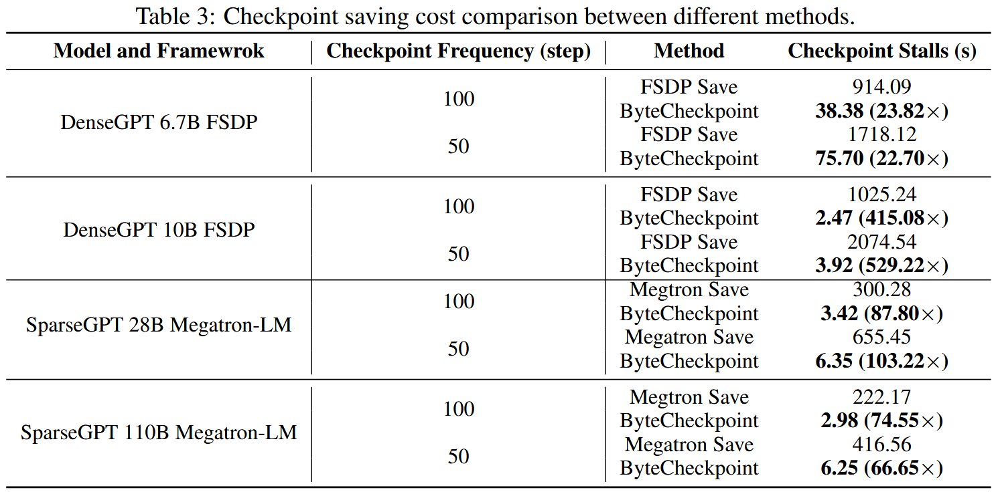 Table 3: Checkpoint saving cost comparison between different methods.
Model and Framewrok Checkpoint Frequency (step) Method Checkpoint Stalls (s)
DenseGPT 6.7B FSDP
100
FSDP Save 914.09
ByteCheckpoint 38.38 (23.82×)
50
FSDP Save 1718.12
ByteCheckpoint 75.70 (22.70×)
DenseGPT 10B FSDP
100
FSDP Save 1025.24
ByteCheckpoint 2.47 (415.08×)
50
FSDP Save 2074.54
ByteCheckpoint 3.92 (529.22×)
SparseGPT 28B Megatron-LM
100
Megtron Save 300.28
ByteCheckpoint 3.42 (87.80×)
50
Megatron Save 655.45
ByteCheckpoint 6.35 (103.22×)
SparseGPT 110B Megatron-LM
100
Megtron Save 222.17
ByteCheckpoint 2.98 (74.55×)
50
Megatron Save 416.56
ByteCheckpoint 6.25 (66.65×)